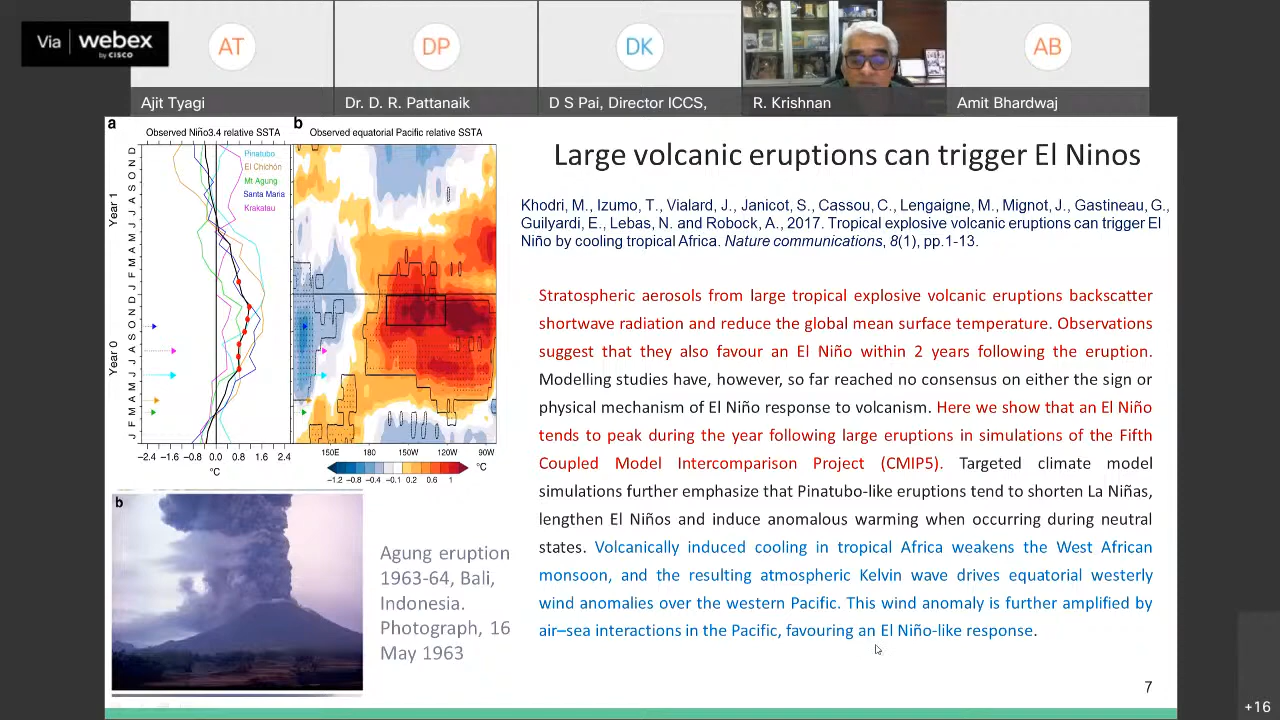 Via webex
by CISCO
AT
DP
DK
AB
Ajit Tyagi
Dr. D. R. Pattanaik
D S Pai, Director ICCS,
R. Krishnan
Amit Bhardwaj
a
Observed Niño3.4 relative SSTA
b
Observed equatorial Pacific relative SSTA
Pinatubo
El Chichón
Mt Agung
Santa Maria
Krakatau
Year 1
Year 0
D
N
O
S
A
J
J
M
A
M
F
J
D
N
O
S
A
J
J
M
A
M
F
J
−2.4 −1.6 −0.8 0.0 0.8 1.6 2.4
°C
150E 180 150W 120W 90W
°C
−1.2 −0.8 −0.4 −0.1 0.2 0.6 1
Large volcanic eruptions can trigger El Ninos
Khodri, M., Izumo, T., Vialard, J., Janicot, S., Cassou, C., Lengaigne, M., Mignot, J., Gastineau, G.,
Guilyardi, E., Lebas, N. and Robock, A., 2017. Tropical explosive volcanic eruptions can trigger El
Niño by cooling tropical Africa. Nature communications, 8(1), pp.1-13.
Stratospheric aerosols from large tropical explosive volcanic eruptions backscatter
shortwave radiation and reduce the global mean surface temperature. Observations
suggest that they also favour an El Niño within 2 years following the eruption.
Modelling studies have, however, so far reached no consensus on either the sign or
physical mechanism of El Niño response to volcanism. Here we show that an El Niño
tends to peak during the year following large eruptions in simulations of the Fifth
Coupled Model Intercomparison Project (CMIP5). Targeted climate model
simulations further emphasize that Pinatubo-like eruptions tend to shorten La Niñas,
lengthen El Niños and induce anomalous warming when occurring during neutral
states. Volcanically induced cooling in tropical Africa weakens the West African
monsoon, and the resulting atmospheric Kelvin wave drives equatorial westerly
wind anomalies over the western Pacific. This wind anomaly is further amplified by
air–sea interactions in the Pacific, favouring an El Niño-like response.
b
Agung eruption
1963-64, Bali,
Indonesia.
Photograph, 16
May 1963
7
+16